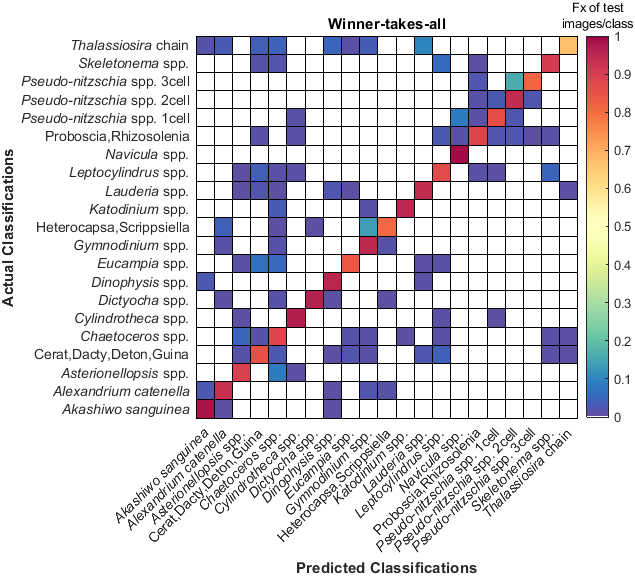 Winner-takes-all
Fx of test
images/class
Actual Classifications
Thalassiosira chain
Skeletonema spp.
Pseudo-nitzschia spp. 3cell
Pseudo-nitzschia spp. 2cell
Pseudo-nitzschia spp. 1cell
Proboscia,Rhizosolenia
Navicula spp.
Leptocylindrus spp.
Lauderia spp.
Katodinium spp.
Heterocapsa,Scrippsiella
Gymnodinium spp.
Eucampia spp.
Dinophysis spp.
Dictyocha spp.
Cylindrotheca spp.
Chaetoceros spp.
Cerat,Dacty,Deton,Guina
Asterionellopsis spp.
Alexandrium catenella
Akashiwo sanguinea
1
0.9
0.8
0.7
0.6
0.5
0.4
0.3
0.2
0.1
0
Akashiwo sanguinea
Alexandrium catenella
Asterionellopsis spp.
Cerat,Dacty,Deton,Guina
Chaetoceros spp.
Cylindrotheca spp.
Dictyocha spp.
Dinophysis spp.
Eucampia spp.
Gymnodinium spp.
Heterocapsa,Scrippsiella
Katodinium spp.
Lauderia spp.
Leptocylindrus spp.
Navicula spp.
Proboscia,Rhizosolenia
Pseudo-nitzschia spp. 1cell
Pseudo-nitzschia spp. 2cell
Pseudo-nitzschia spp. 3cell
Skeletonema spp.
Thalassiosira chain
Predicted Classifications